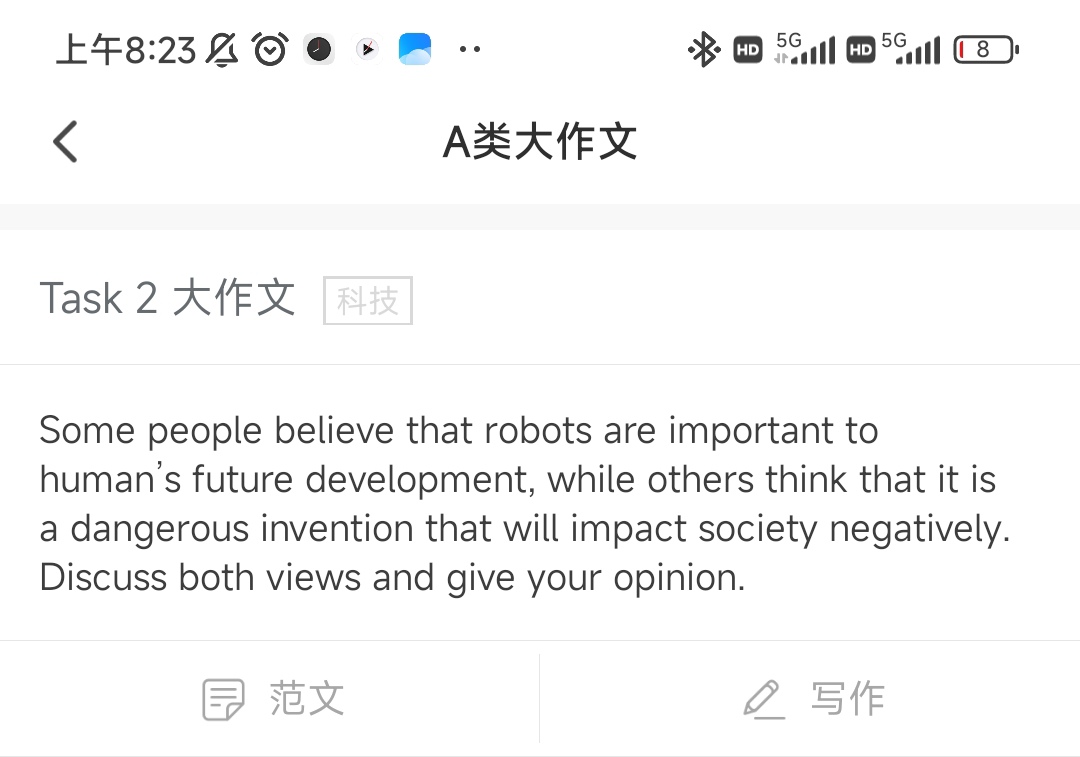 上午8:23
HD 5G HD 5G 8
A类大作文
Task 2 大作文 科技
Some people believe that robots are important to
human's future development, while others think that it is
a dangerous invention that will impact society negatively.
Discuss both views and give your opinion.
范文 写作